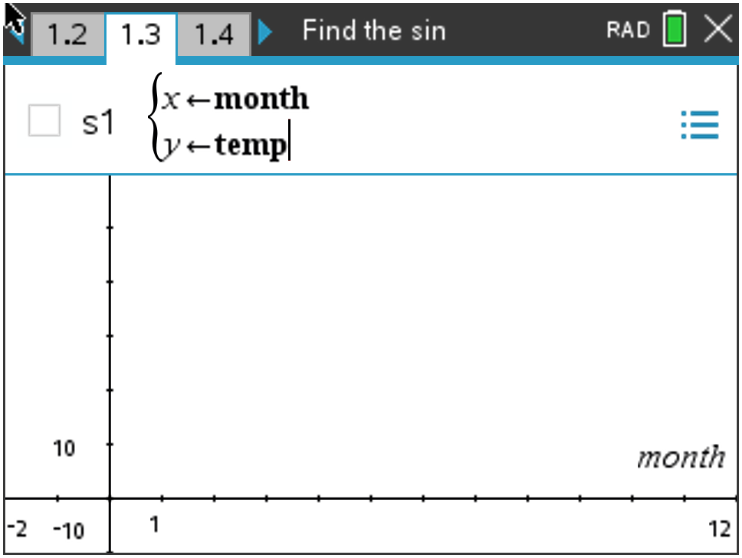 1.2 1.3 1.4 Find the sin RAD
s1 x←month
y←temp
10
month
-2 -10 1 12